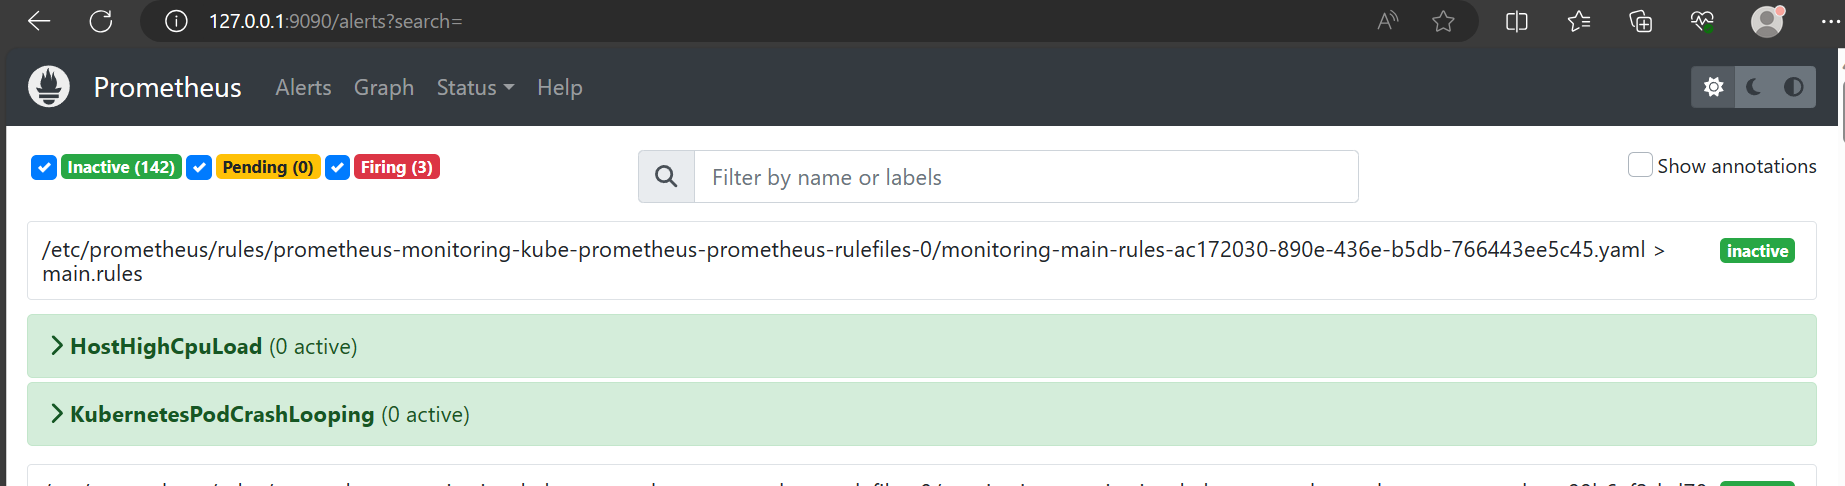 127.0.0.1:9090/alerts?search=
Prometheus Alerts Graph Status Help
Inactive (142) Pending (0) Firing (3) Filter by name or labels Show annotations
/etc/prometheus/rules/prometheus-monitoring-kube-prometheus-prometheus-rulefiles-0/monitoring-main-rules-ac172030-890e-436e-b5db-766443ee5c45.yaml > inactive
main.rules
HostHighCpuLoad (0 active)
KubernetesPodCrashLooping (0 active)